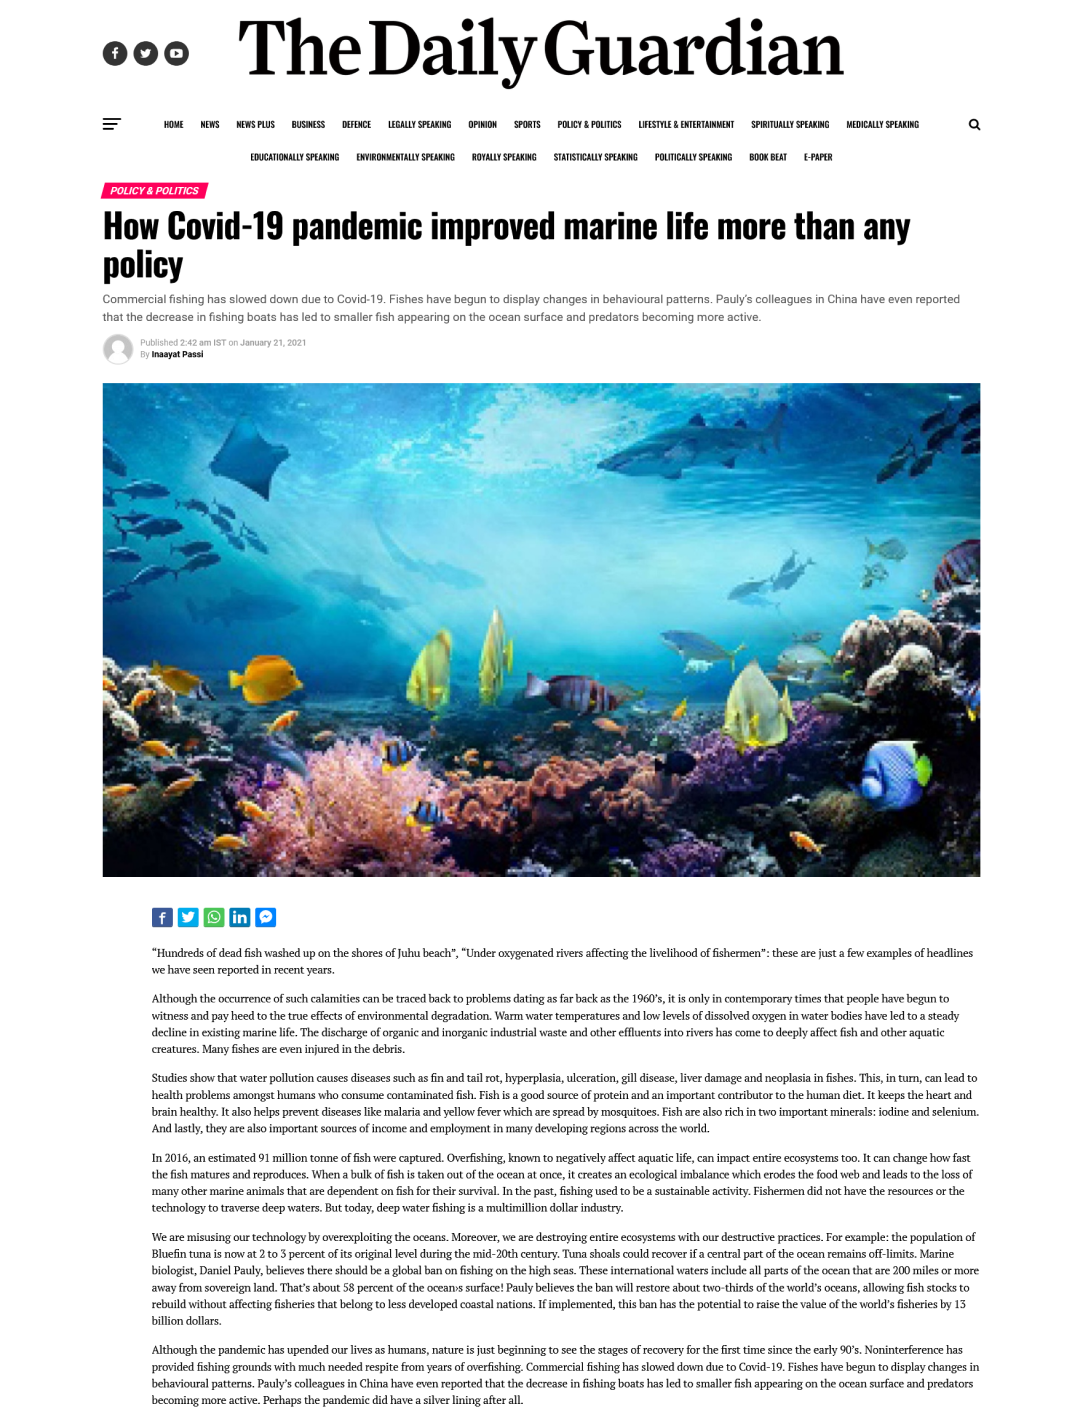 The Daily Guardian
HOME NEWS NEWS PLUS BUSINESS DEFENCE LEGALLY SPEAKING OPINION SPORTS POLICY & POLITICS LIFESTYLE & ENTERTAINMENT SPIRITUALLY SPEAKING MEDICALLY SPEAKING
EDUCATIONALLY SPEAKING ENVIRONMENTALLY SPEAKING ROYALLY SPEAKING STATISTICALLY SPEAKING POLITICALLY SPEAKING BOOK BEAT E-PAPER
POLICY & POLITICS
How Covid-19 pandemic improved marine life more than any
policy
Commercial fishing has slowed down due to Covid-19. Fishes have begun to display changes in behavioural patterns. Pauly's colleagues in China have even reported
that the decrease in fishing boats has led to smaller fish appearing on the ocean surface and predators becoming more active.
Published 2:42 am IST on January 21, 2021
By Inaayat Passi
“Hundreds of dead fish washed up on the shores of Juhu beach”, “Under oxygenated rivers affecting the livelihood of fishermen”: these are just a few examples of headlines
we have seen reported in recent years.
Although the occurrence of such calamities can be traced back to problems dating as far back as the 1960’s, it is only in contemporary times that people have begun to
witness and pay heed to the true effects of environmental degradation. Warm water temperatures and low levels of dissolved oxygen in water bodies have led to a steady
decline in existing marine life. The discharge of organic and inorganic industrial waste and other effluents into rivers has come to deeply affect fish and other aquatic
creatures. Many fishes are even injured in the debris.
Studies show that water pollution causes diseases such as fin and tail rot, hyperplasia, ulceration, gill disease, liver damage and neoplasia in fishes. This, in turn, can lead to
health problems amongst humans who consume contaminated fish. Fish is a good source of protein and an important contributor to the human diet. It keeps the heart and
brain healthy. It also helps prevent diseases like malaria and yellow fever which are spread by mosquitoes. Fish are also rich in two important minerals: iodine and selenium.
And lastly, they are also important sources of income and employment in many developing regions across the world.
In 2016, an estimated 91 million tonne of fish were captured. Overfishing, known to negatively affect aquatic life, can impact entire ecosystems too. It can change how fast
the fish matures and reproduces. When a bulk of fish is taken out of the ocean at once, it creates an ecological imbalance which erodes the food web and leads to the loss of
many other marine animals that are dependent on fish for their survival. In the past, fishing used to be a sustainable activity. Fishermen did not have the resources or the
technology to traverse deep waters. But today, deep water fishing is a multimillion dollar industry.
We are misusing our technology by overexploiting the oceans. Moreover, we are destroying entire ecosystems with our destructive practices. For example: the population of
Bluefin tuna is now at 2 to 3 percent of its original level during the mid-20th century. Tuna shoals could recover if a central part of the ocean remains off-limits. Marine
biologist, Daniel Pauly, believes there should be a global ban on fishing on the high seas. These international waters include all parts of the ocean that are 200 miles or more
away from sovereign land. That’s about 58 percent of the ocean›s surface! Pauly believes the ban will restore about two-thirds of the world’s oceans, allowing fish stocks to
rebuild without affecting fisheries that belong to less developed coastal nations. If implemented, this ban has the potential to raise the value of the world’s fisheries by 13
billion dollars.
Although the pandemic has upended our lives as humans, nature is just beginning to see the stages of recovery for the first time since the early 90’s. Noninterference has
provided fishing grounds with much needed respite from years of overfishing. Commercial fishing has slowed down due to Covid-19. Fishes have begun to display changes in
behavioural patterns. Pauly’s colleagues in China have even reported that the decrease in fishing boats has led to smaller fish appearing on the ocean surface and predators
becoming more active. Perhaps the pandemic did have a silver lining after all.